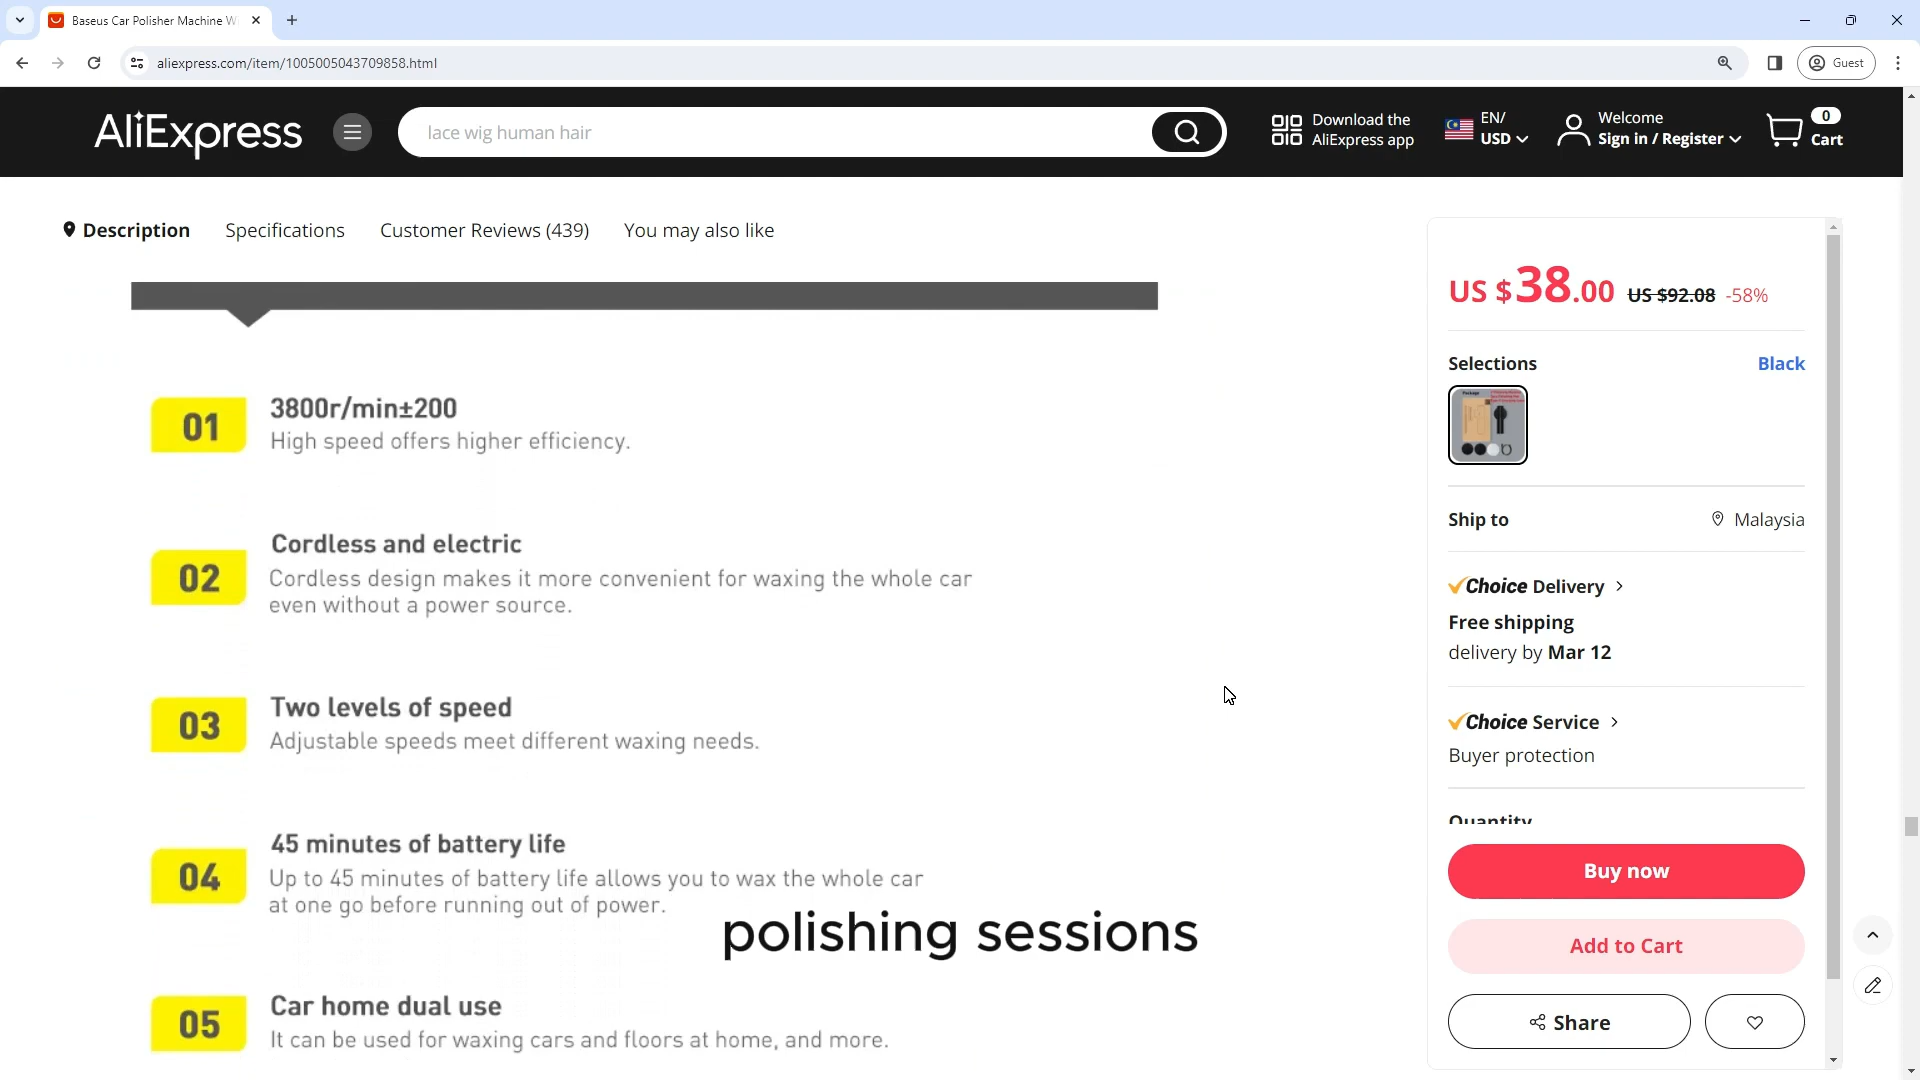 Baseus Car Polisher Machine W
aliexpress.com/item/1005005043709858.html
Guest
AliExpress
lace wig human hair
Download the
AliExpress app
EN/
USD
Welcome
Sign in / Register
0
Cart
Description
Specifications
Customer Reviews (439)
You may also like
01
3800r/min±200
High speed offers higher efficiency.
02
Cordless and electric
Cordless design makes it more convenient for waxing the whole car
even without a power source.
03
Two levels of speed
Adjustable speeds meet different waxing needs.
04
45 minutes of battery life
Up to 45 minutes of battery life allows you to wax the whole car
at one go before running out of power.
polishing sessions
05
Car home dual use
It can be used for waxing cars and floors at home, and more.
US $38.00 US $92.08 -58%
Selections
Black
Package
Ship to
Malaysia
Choice Delivery
Free shipping
delivery by Mar 12
Choice Service
Buyer protection
Quantity
Buy now
Add to Cart
Share